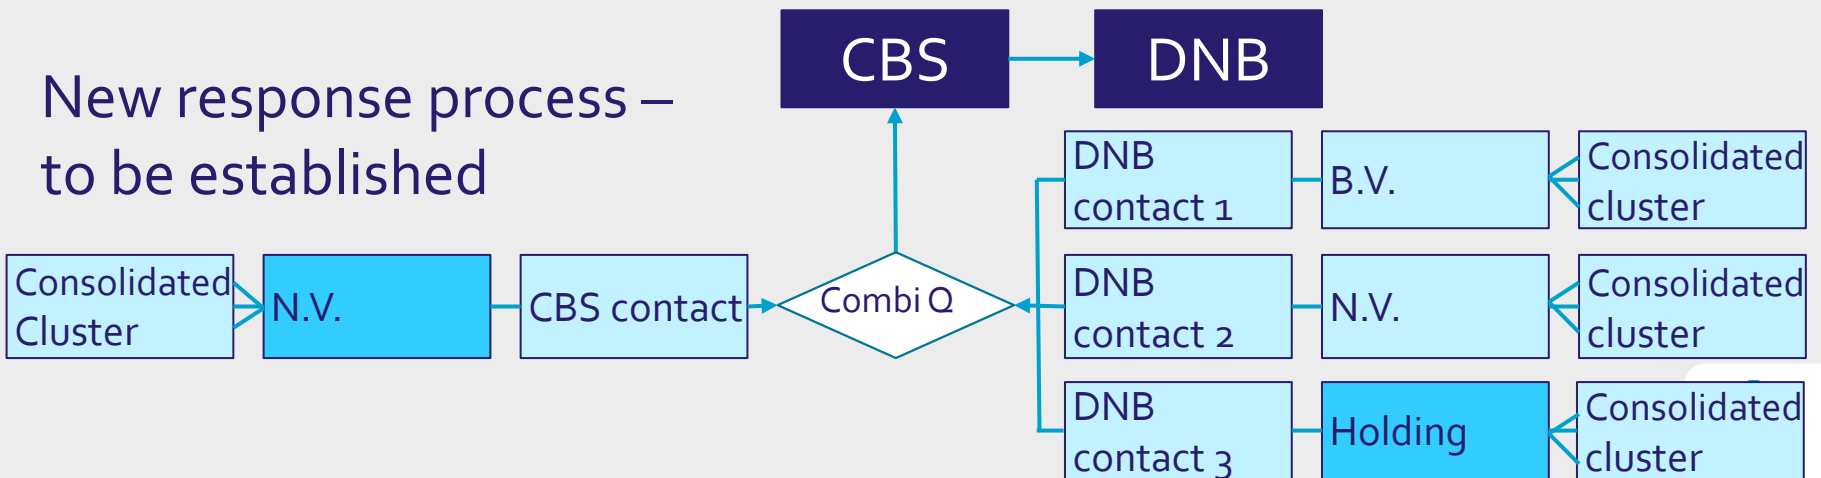 CBS
DNB
New response process –
to be established
DNB
contact 1
B.V.
Consolidated
cluster
Consolidated
Cluster
N.V.
CBS contact
Combi Q
DNB
contact 2
N.V.
Consolidated
cluster
DNB
contact 3
Holding
Consolidated
cluster